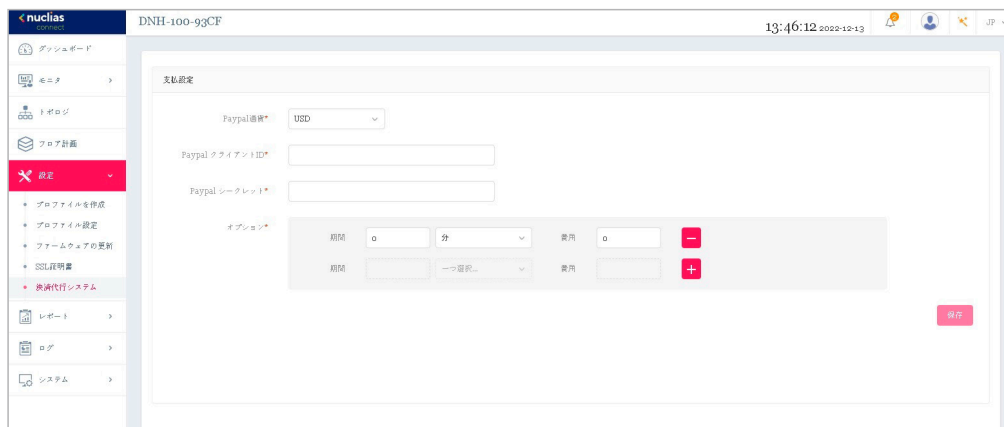 nuclias
connect
DNH-100-93CF
13:46:12 2022-12-13
2
JP
ダッシュボード
モニタ
トポロジ
フロア計画
設定
プロファイルを作成
プロファイル設定
ファームウェアの更新
SSL証明書
決済代行システム
レポート
ログ
システム
支払設定
Paypal通貨*
USD
Paypal クライアントID*
Paypal シークレット*
オプション*
期間 0 分 費用 0
期間 一つ選択... 費用
保存